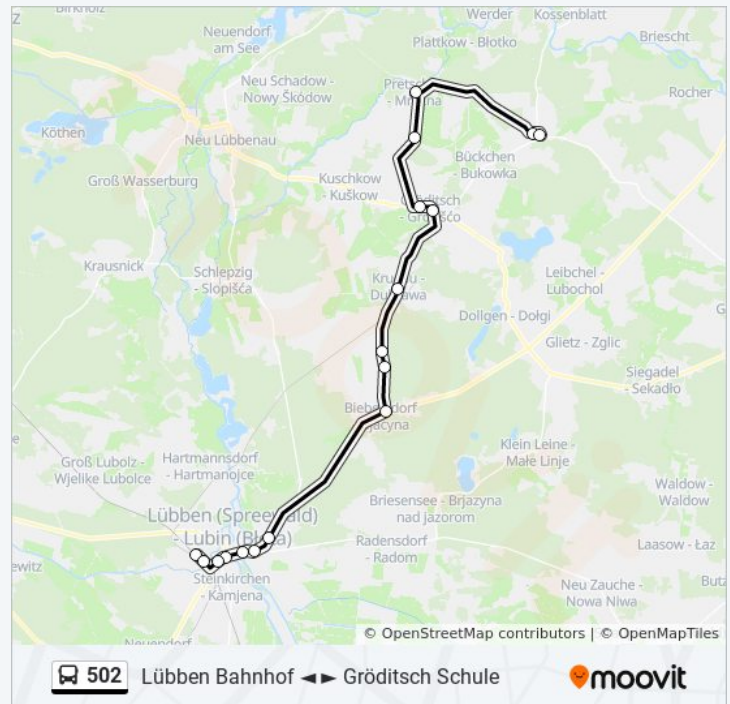 Werder
Kossenblatt
Neuendorf
am See
Plattkow - Błotko
Briescht
Neu Schadow -
Nowy Škódow
Rocher
Köthen
Neu Lübbenau
Bückchen
- Bukowka
Groß Wasserburg
Kuschkow
- Kuškow
Krausnick
Schlepzig
- Slopišća
Leibchel -
Lubochol
Dollgen - Dołgi
Glietz - Zglic
Siegadel
- Sekadło
Klein Leine -
Małe Linje
Hartmannsdorf
- Hartmanojce
Groß Lubolz -
Wjelike Lubolce
Waldow -
Waldow
Briesensee - Brjazyna
nad jazorom
Lübben (Spreewald)
- Lubin
Radensdorf
- Radom
Laasow - Łaz
Steinkirchen
- Kamjena
Neu Zauche -
Nowa Niwa
© OpenStreetMap contributors | © OpenMapTiles
502 Lübben Bahnhof ◄► Gröditsch Schule
moovit